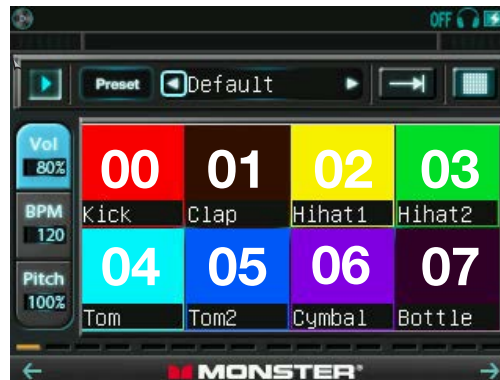 OFF
Preset Default
Vol
80%
BPM
120
Pitch
100%
00 01 02 03
Kick Clap Hihat1 Hihat2
04 05 06 07
Tom Tom2 Cymbal Bottle
MONSTER